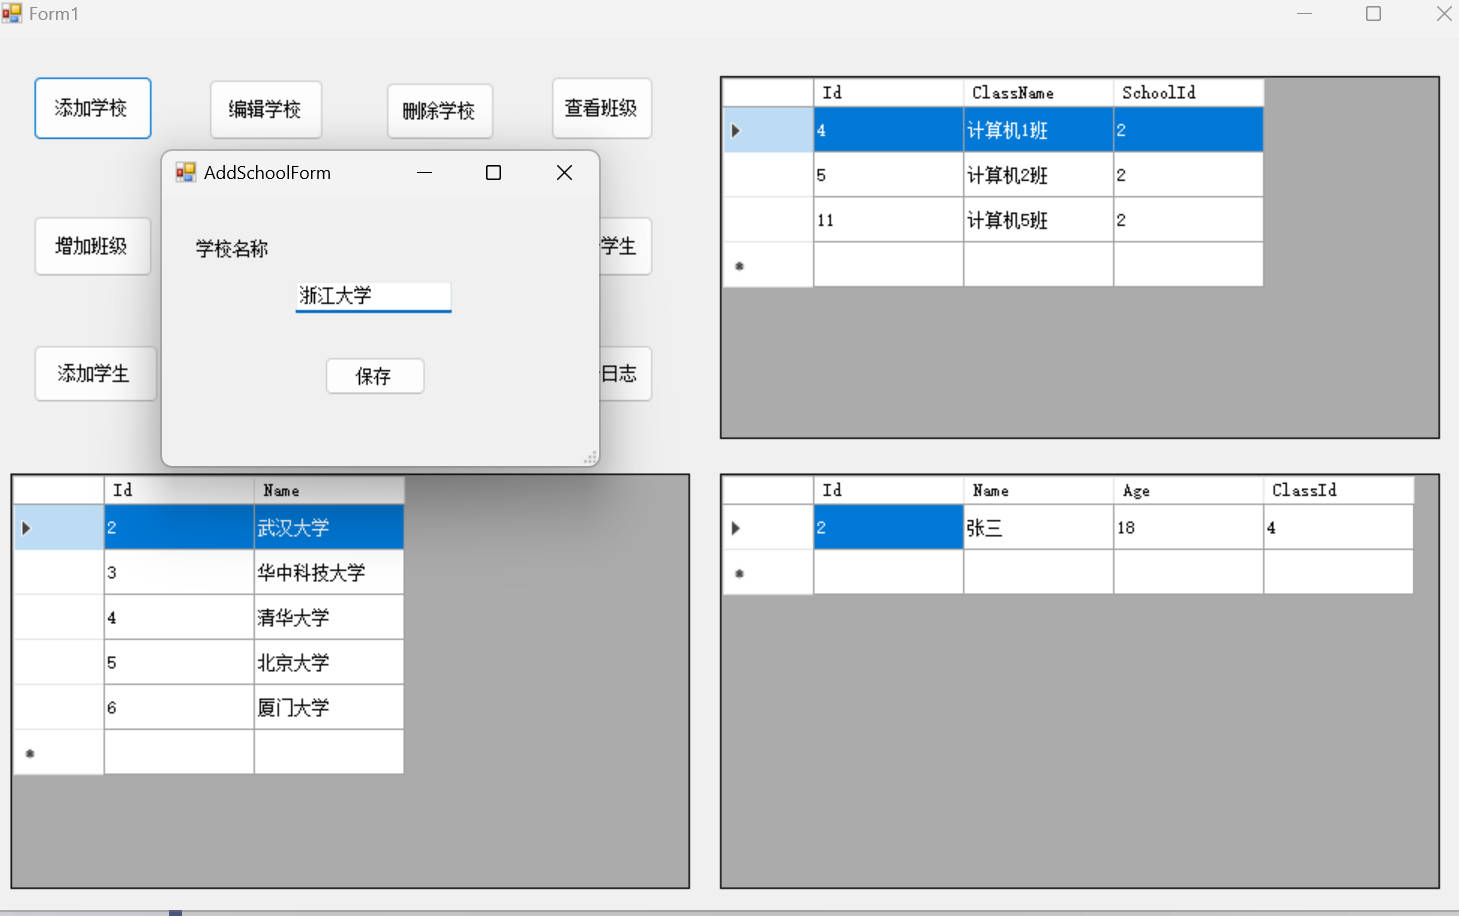 Form1
添加学校
编辑学校
删除学校
查看班级
增加班级
学生
添加学生
日志
AddSchoolForm
学校名称
浙江大学
保存
Id ClassName SchoolId
4 计算机1班 2
5 计算机2班 2
11 计算机5班 2
Id Name
2 武汉大学
3 华中科技大学
4 清华大学
5 北京大学
6 厦门大学
Id Name Age ClassId
2 张三 18 4